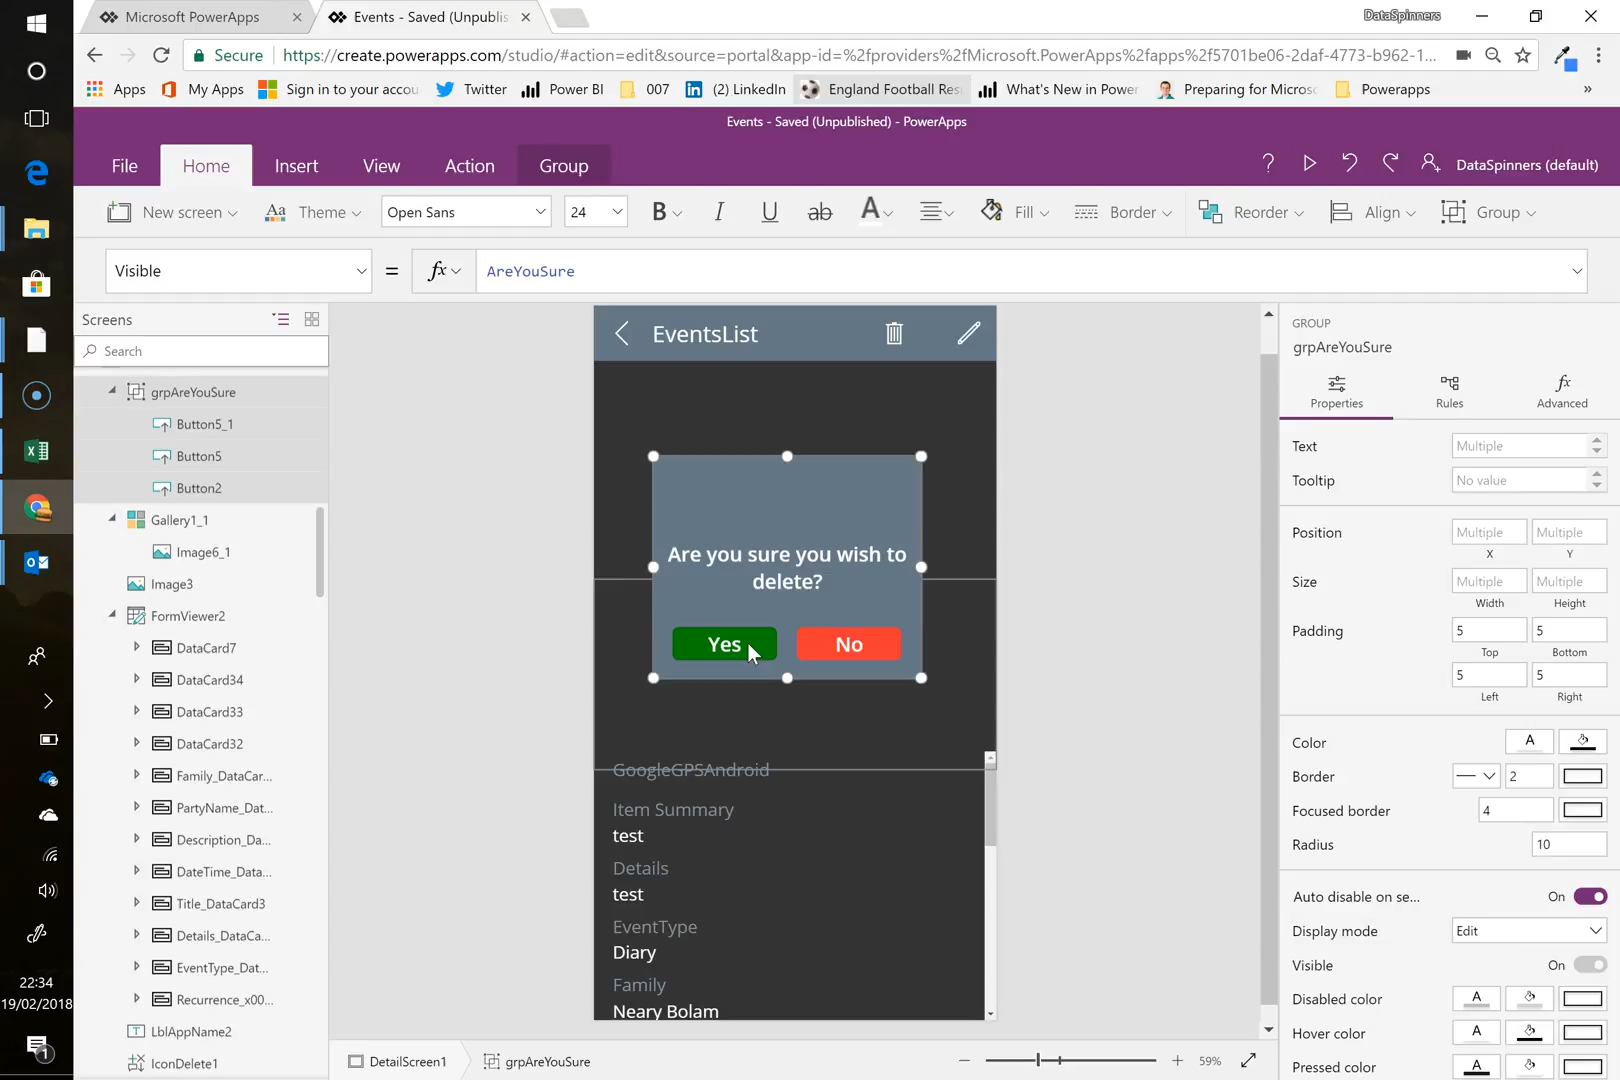 Microsoft PowerApps
Events - Saved (Unpublis
DataSpinners
Secure https://create.powerapps.com/studio/#action=edit&source=portal&app-id=%2fproviders%2fMicrosoft.PowerApps%2fapps%2f5701be06-2daf-4773-b962-1...
Apps My Apps Sign in to your accou Twitter Power BI 007 (2) LinkedIn England Football Res What's New in Power Preparing for Micros Powerapps »
Events - Saved (Unpublished) - PowerApps
File Home Insert View Action Group ? DataSpinners (default)
New screen Aa Theme Open Sans 24 B I U ab A Fill Border Reorder Align Group
Visible = fx AreYouSure
Screens
Search
grpAreYouSure
Button5_1
Button5
Button2
Gallery1_1
Image6_1
Image3
FormViewer2
DataCard7
DataCard34
DataCard33
DataCard32
Family_DataCar...
PartyName_Dat...
Description_Da...
DateTime_Data...
Title_DataCard3
Details_DataCa...
EventType_Dat...
Recurrence_x00...
LblAppName2
IconDelete1
EventsList
Are you sure you wish to
delete?
Yes No
GoogleGPSAndroid
Item Summary
test
Details
test
EventType
Diary
Family
Neary Bolam
GROUP
grpAreYouSure
Properties Rules fx Advanced
Text Multiple
Tooltip No value
Position Multiple Multiple
X Y
Size Multiple Multiple
Width Height
Padding 5 5
Top Bottom
5 5
Left Right
Color A
Border 2
Focused border 4
Radius 10
Auto disable on se... On
Display mode Edit
Visible On
Disabled color A
Hover color A
Pressed color A
DetailScreen1 grpAreYouSure
59%
22:34
19/02/2018
1